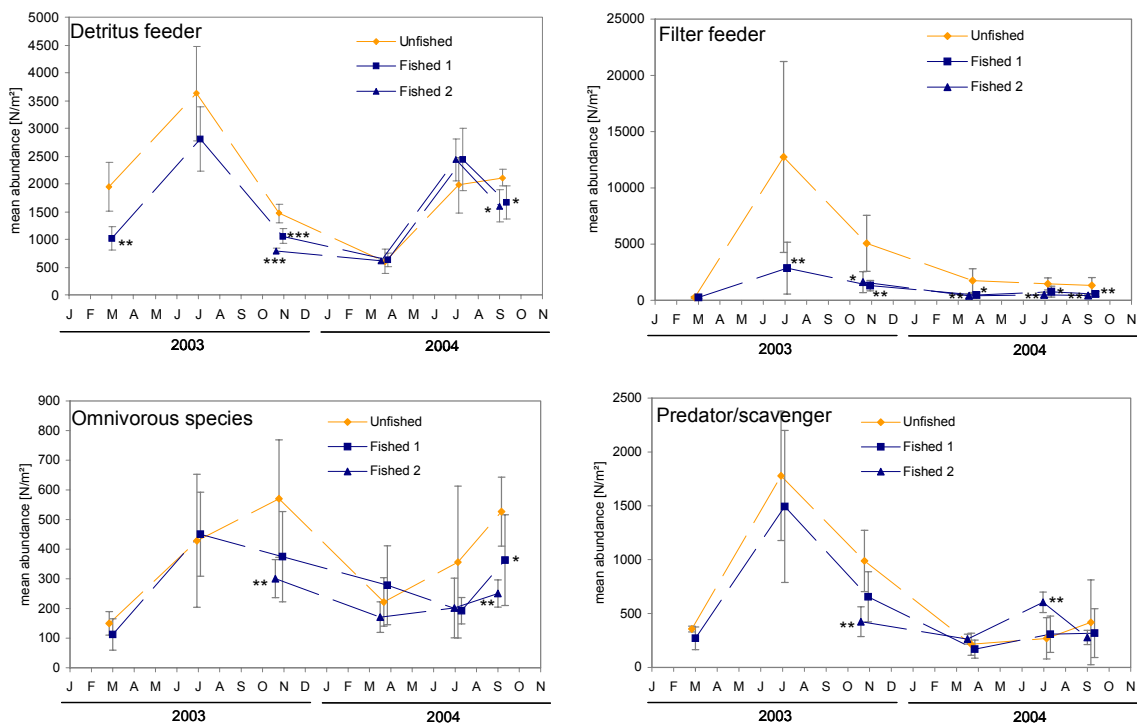 Detritus feeder
Unfished
Fished 1
Fished 2
mean abundance [N/m²]
5000
4500
4000
3500
3000
2500
2000
1500
1000
500
0
**
***
***
*
*
J F M A M J J A S O N D J F M A M J J A S O N
2003 2004
Filter feeder
Unfished
Fished 1
Fished 2
mean abundance [N/m²]
25000
20000
15000
10000
5000
0
**
*
**
** * ** * ** **
J F M A M J J A S O N D J F M A M J J A S O N
2003 2004
Omnivorous species
Unfished
Fished 1
Fished 2
mean abundance [N/m²]
900
800
700
600
500
400
300
200
100
0
**
*
**
J F M A M J J A S O N D J F M A M J J A S O N
2003 2004
Predator/scavenger
Unfished
Fished 1
Fished 2
mean abundance [N/m²]
2500
2000
1500
1000
500
0
**
**
J F M A M J J A S O N D J F M A M J J A S O N
2003 2004